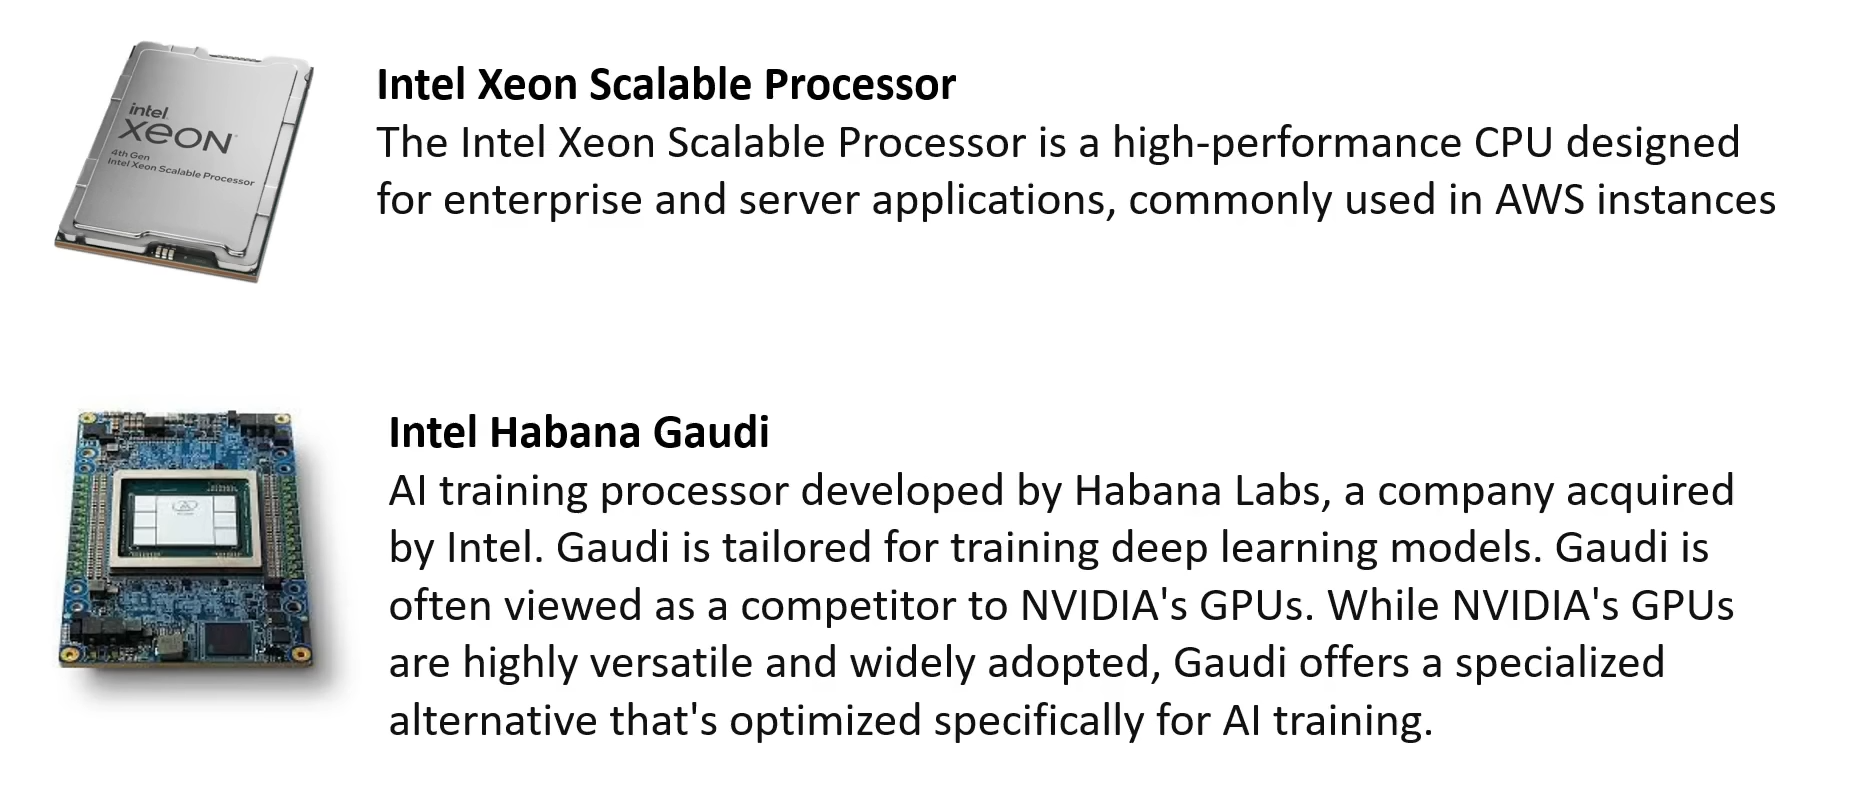 intel
xeon
4th Gen
Intel Xeon Scalable Processor
Intel Xeon Scalable Processor
The Intel Xeon Scalable Processor is a high-performance CPU designed
for enterprise and server applications, commonly used in AWS instances
Intel Habana Gaudi
AI training processor developed by Habana Labs, a company acquired
by Intel. Gaudi is tailored for training deep learning models. Gaudi is
often viewed as a competitor to NVIDIA's GPUs. While NVIDIA's GPUs
are highly versatile and widely adopted, Gaudi offers a specialized
alternative that's optimized specifically for AI training.